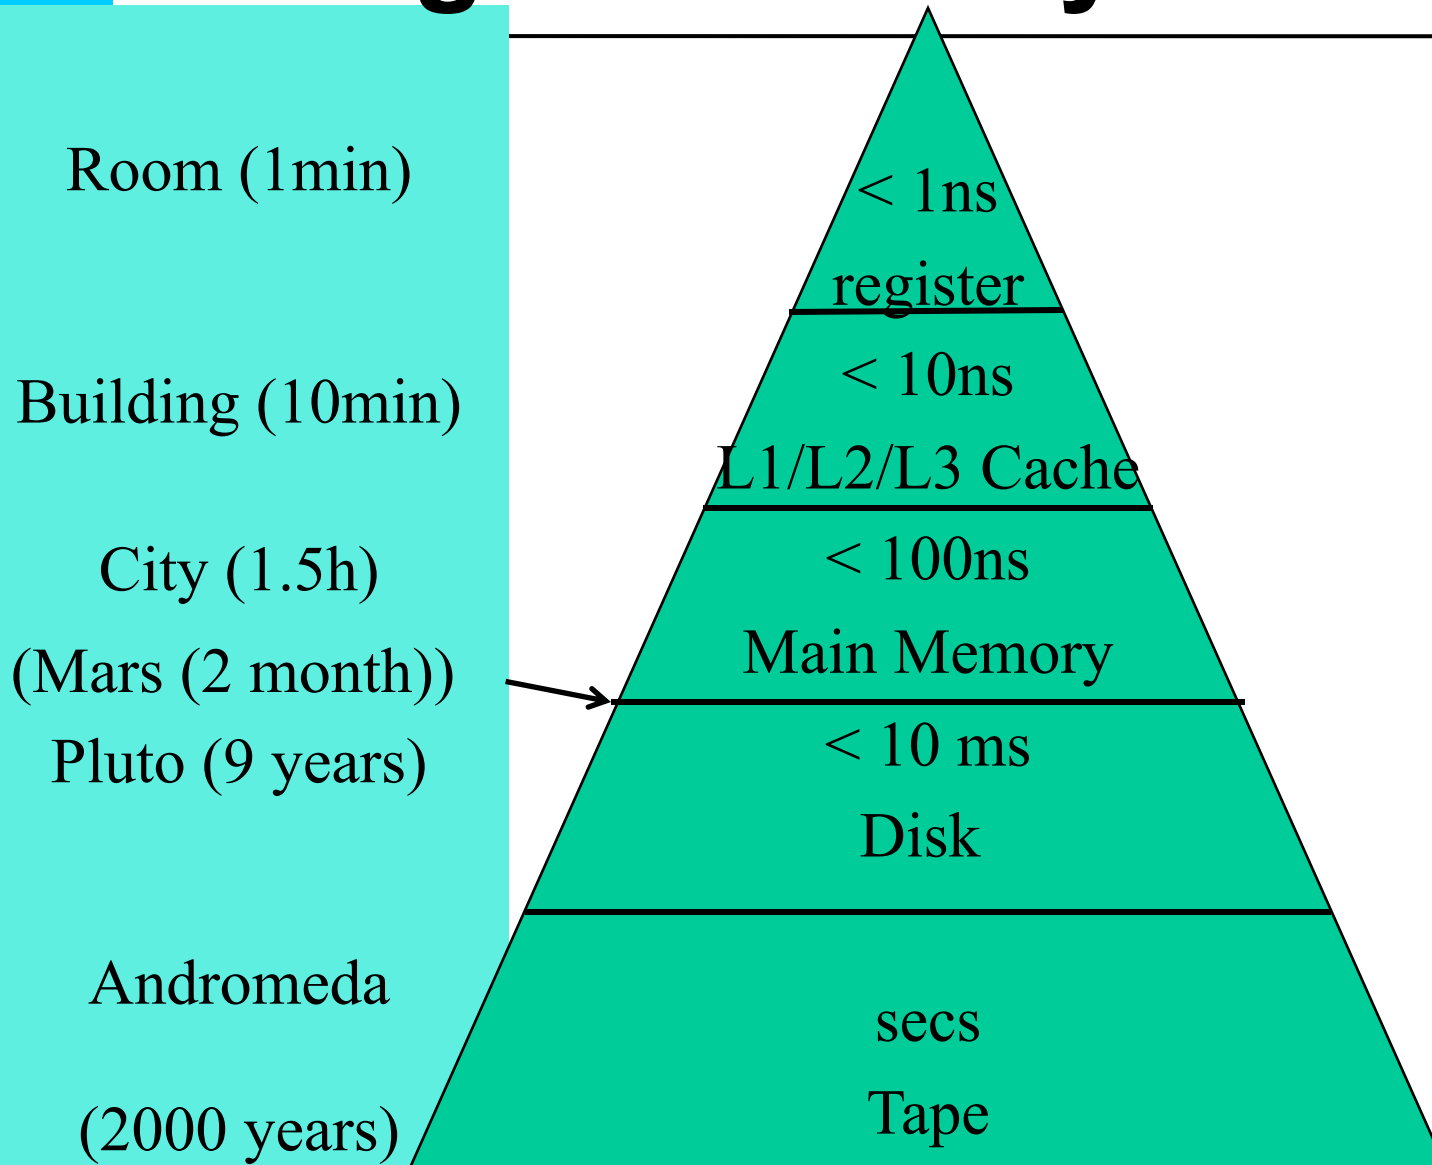 Room (1min)
< 1ns
register
Building (10min)
< 10ns
L1/L2/L3 Cache
City (1.5h)
< 100ns
(Mars (2 month))
Main Memory
Pluto (9 years)
< 10 ms
Disk
Andromeda
secs
(2000 years)
Tape